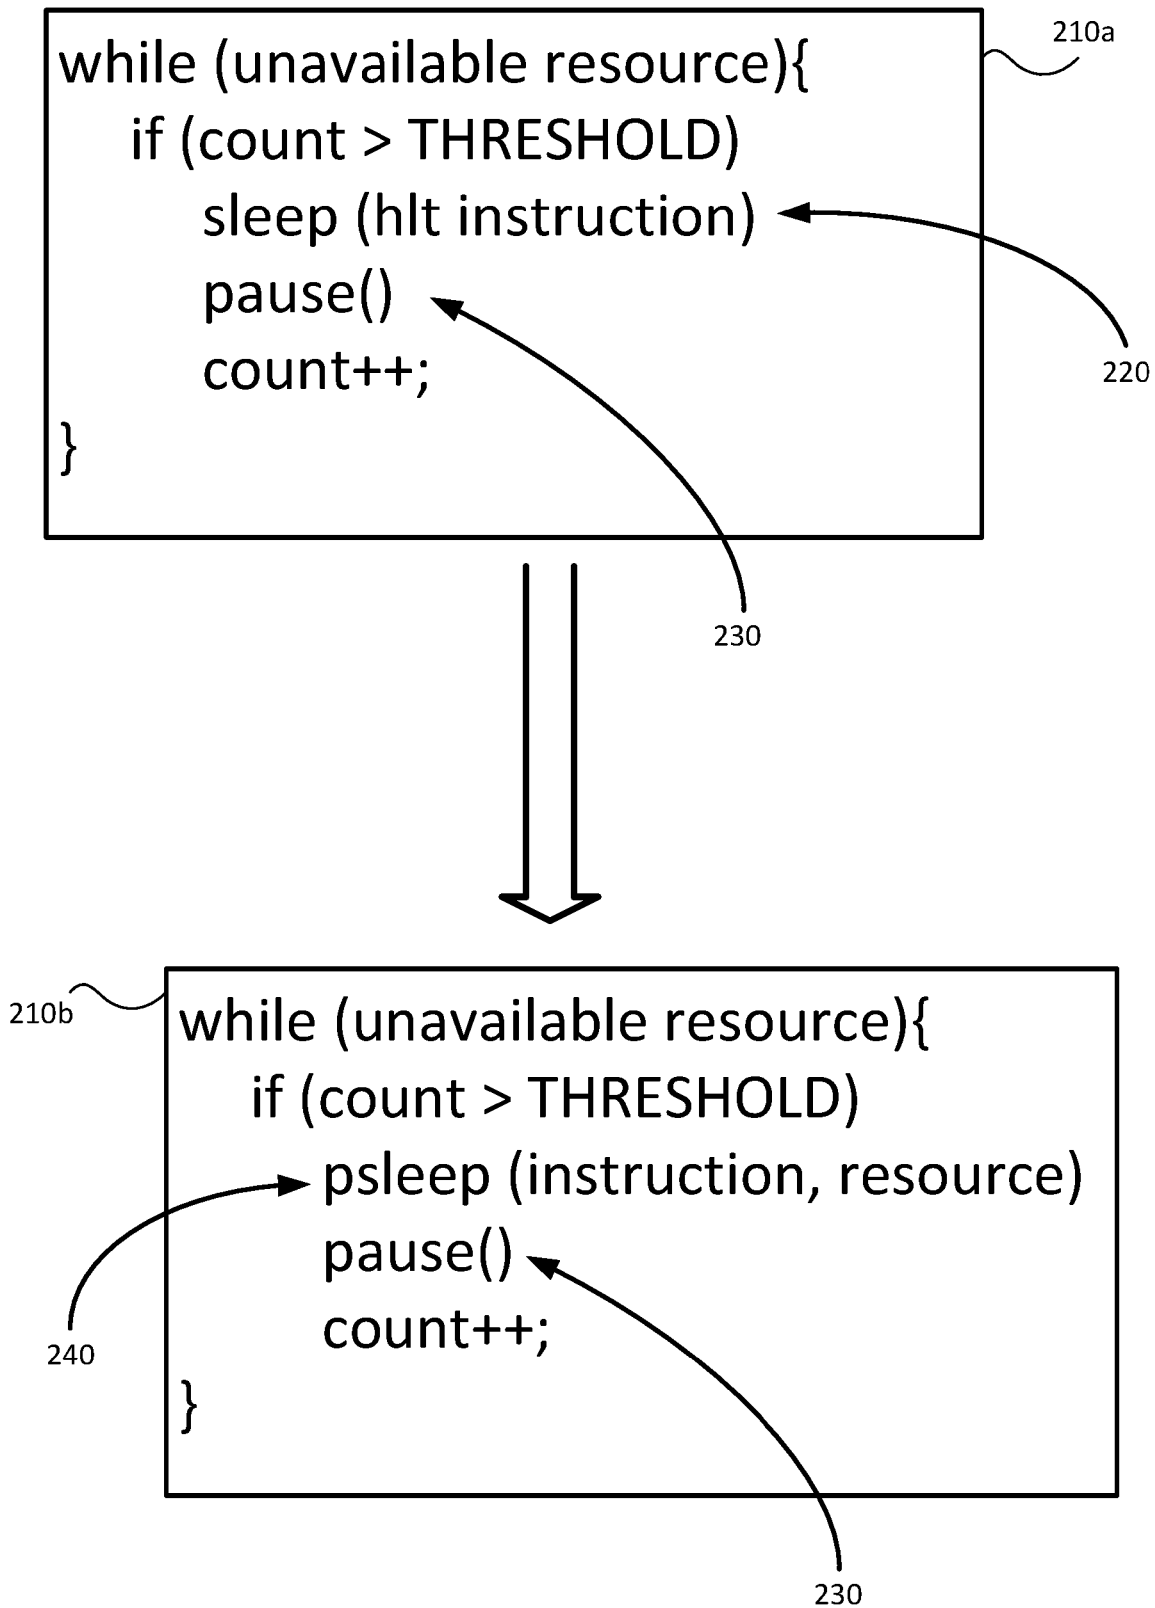 210a
while (unavailable resource){
if (count > THRESHOLD)
sleep (hlt instruction)
pause()
count++;
}
220
230
210b
while (unavailable resource){
if (count > THRESHOLD)
psleep (instruction, resource)
pause()
count++;
}
240
230